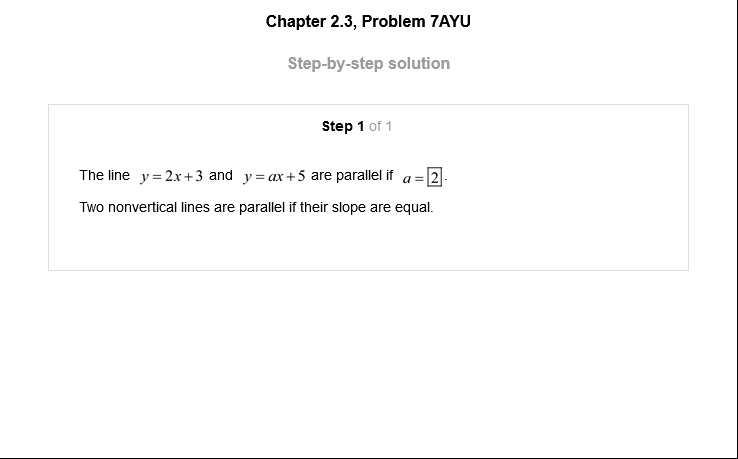 Chapter 2.3, Problem 7AYU
Step-by-step solution
Step 1 of 1
The line y = 2x + 3 and y = ax + 5 are parallel if a = 2.
Two nonvertical lines are parallel if their slope are equal.